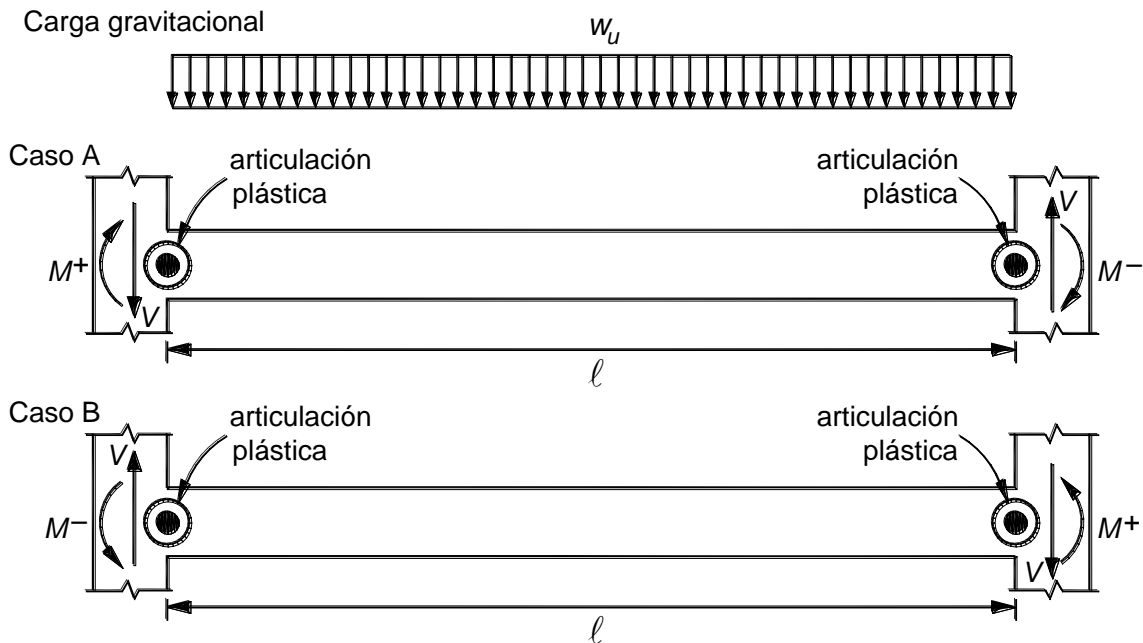 Carga gravitacional
w_u
Caso A
articulación
plástica
articulación
plástica
M+
V
V
M−
ℓ
Caso B
articulación
plástica
articulación
plástica
V
M−
M+
V
ℓ